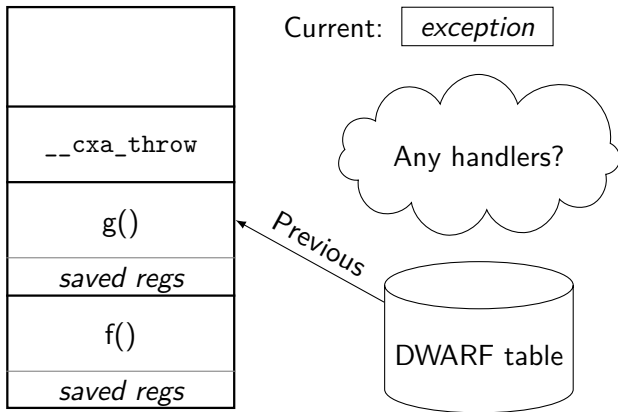 Current: exception
__cxa_throw
Any handlers?
g()
Previous
saved regs
f()
DWARF table
saved regs